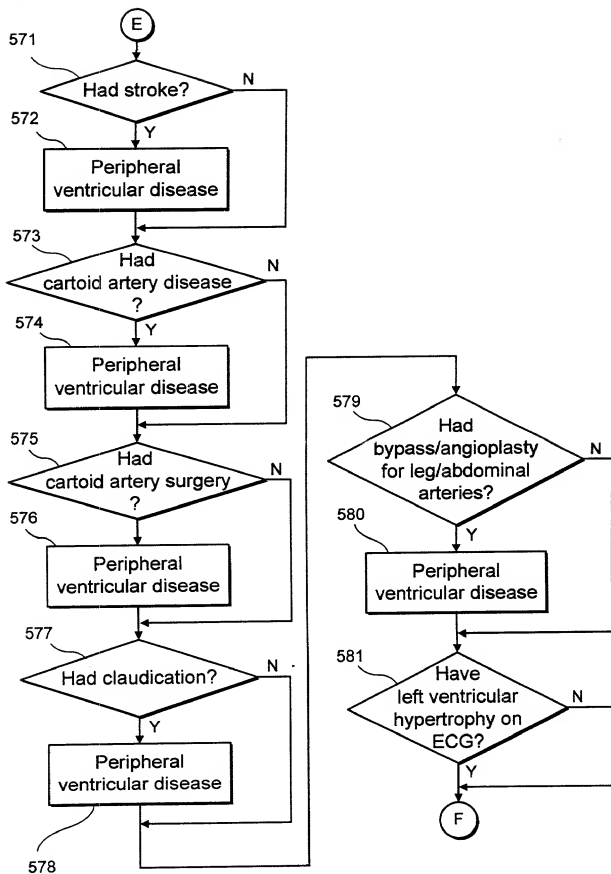 E
571
Had stroke?
N
Y
572
Peripheral
ventricular disease
573
Had
cartoid artery disease
?
N
Y
574
Peripheral
ventricular disease
575
Had
cartoid artery surgery
?
N
Y
576
Peripheral
ventricular disease
577
Had claudication?
N
Y
Peripheral
ventricular disease
578
579
Had
bypass/angioplasty
for leg/abdominal
arteries?
N
Y
580
Peripheral
ventricular disease
581
Have
left ventricular
hypertrophy on
ECG?
N
Y
F